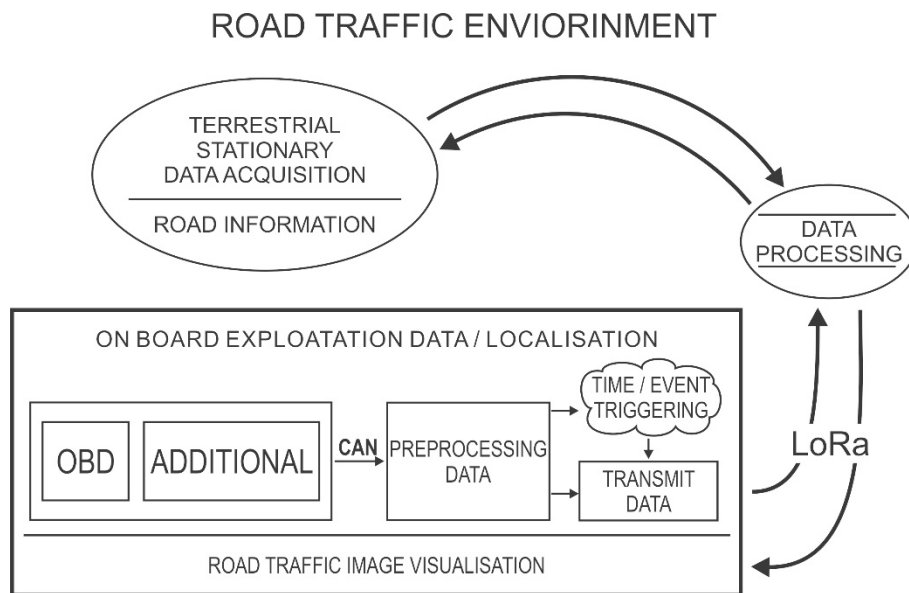 ROAD TRAFFIC ENVIORINMENT
TERRESTRIAL
STATIONARY
DATA ACQUISITION
ROAD INFORMATION
DATA
PROCESSING
ON BOARD EXPLOATATION DATA / LOCALISATION
OBD
ADDITIONAL
CAN
PREPROCESSING
DATA
TIME / EVENT
TRIGGERING
TRANSMIT
DATA
LoRa
ROAD TRAFFIC IMAGE VISUALISATION